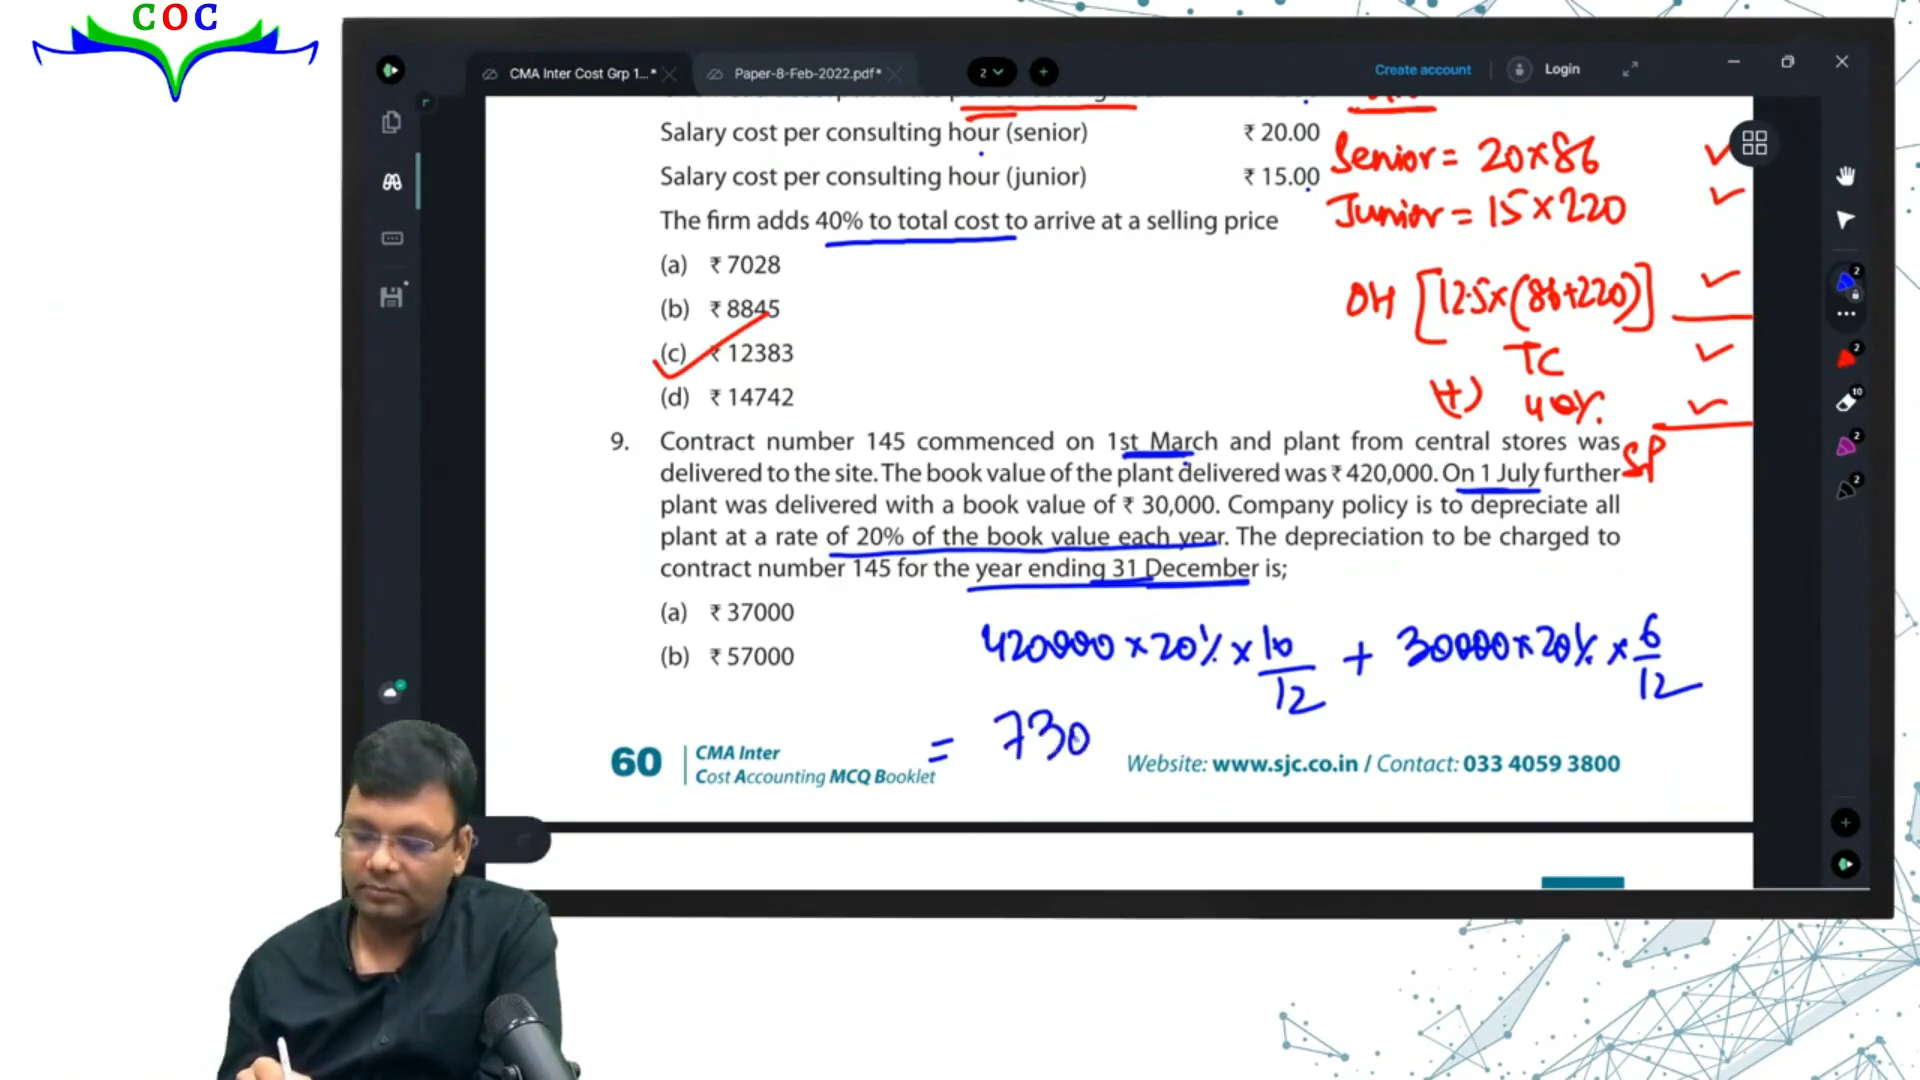 COC
CMA Inter Cost Grp 1...*
Paper-8-Feb-2022.pdf*
2
Create account
Login
Salary cost per consulting hour (senior) ₹ 20.00
Salary cost per consulting hour (junior) ₹ 15.00
The firm adds 40% to total cost to arrive at a selling price
(a) ₹ 7028
(b) ₹ 8845
(c) ₹ 12383
(d) ₹ 14742
Senior = 20×86
Junior = 15×220
OH [12.5×(86+220)]
TC
(+) 40%
SP
9. Contract number 145 commenced on 1st March and plant from central stores was
delivered to the site. The book value of the plant delivered was ₹ 420,000. On 1 July further
plant was delivered with a book value of ₹ 30,000. Company policy is to depreciate all
plant at a rate of 20% of the book value each year. The depreciation to be charged to
contract number 145 for the year ending 31 December is;
(a) ₹ 37000
(b) ₹ 57000
420000 × 20% × 10/12 + 30000 × 20% × 6/12
= 730
60 CMA Inter
Cost Accounting MCQ Booklet
Website: www.sjc.co.in / Contact: 033 4059 3800
2
2
10
2
2